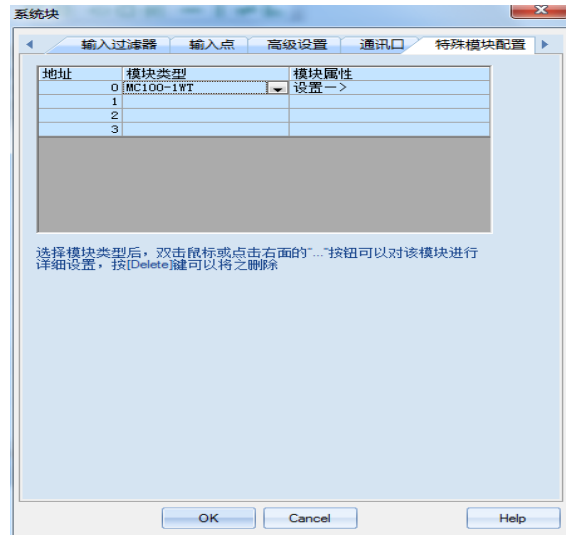 系统块
输入过滤器 输入点 高级设置 通讯口 特殊模块配置
地址 模块类型 模块属性
0 MC100-1WT 设置－>
1
2
3
选择模块类型后，双击鼠标或点击右面的"..."按钮可以对该模块进行
详细设置，按[Delete]键可以将之删除
OK Cancel Help